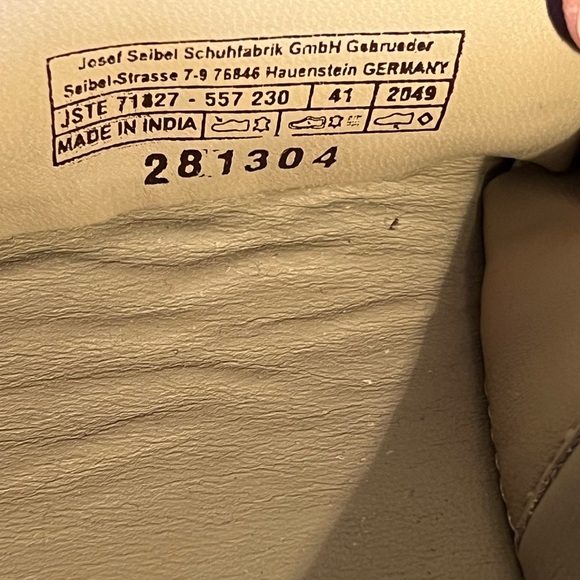 Josef Seibel Schuhfabrik GmbH Gebrueder
Seibel-Strasse 7-9 76846 Hauenstein GERMANY
JSTE 71827 - 557 230 41 2049
MADE IN INDIA
281304